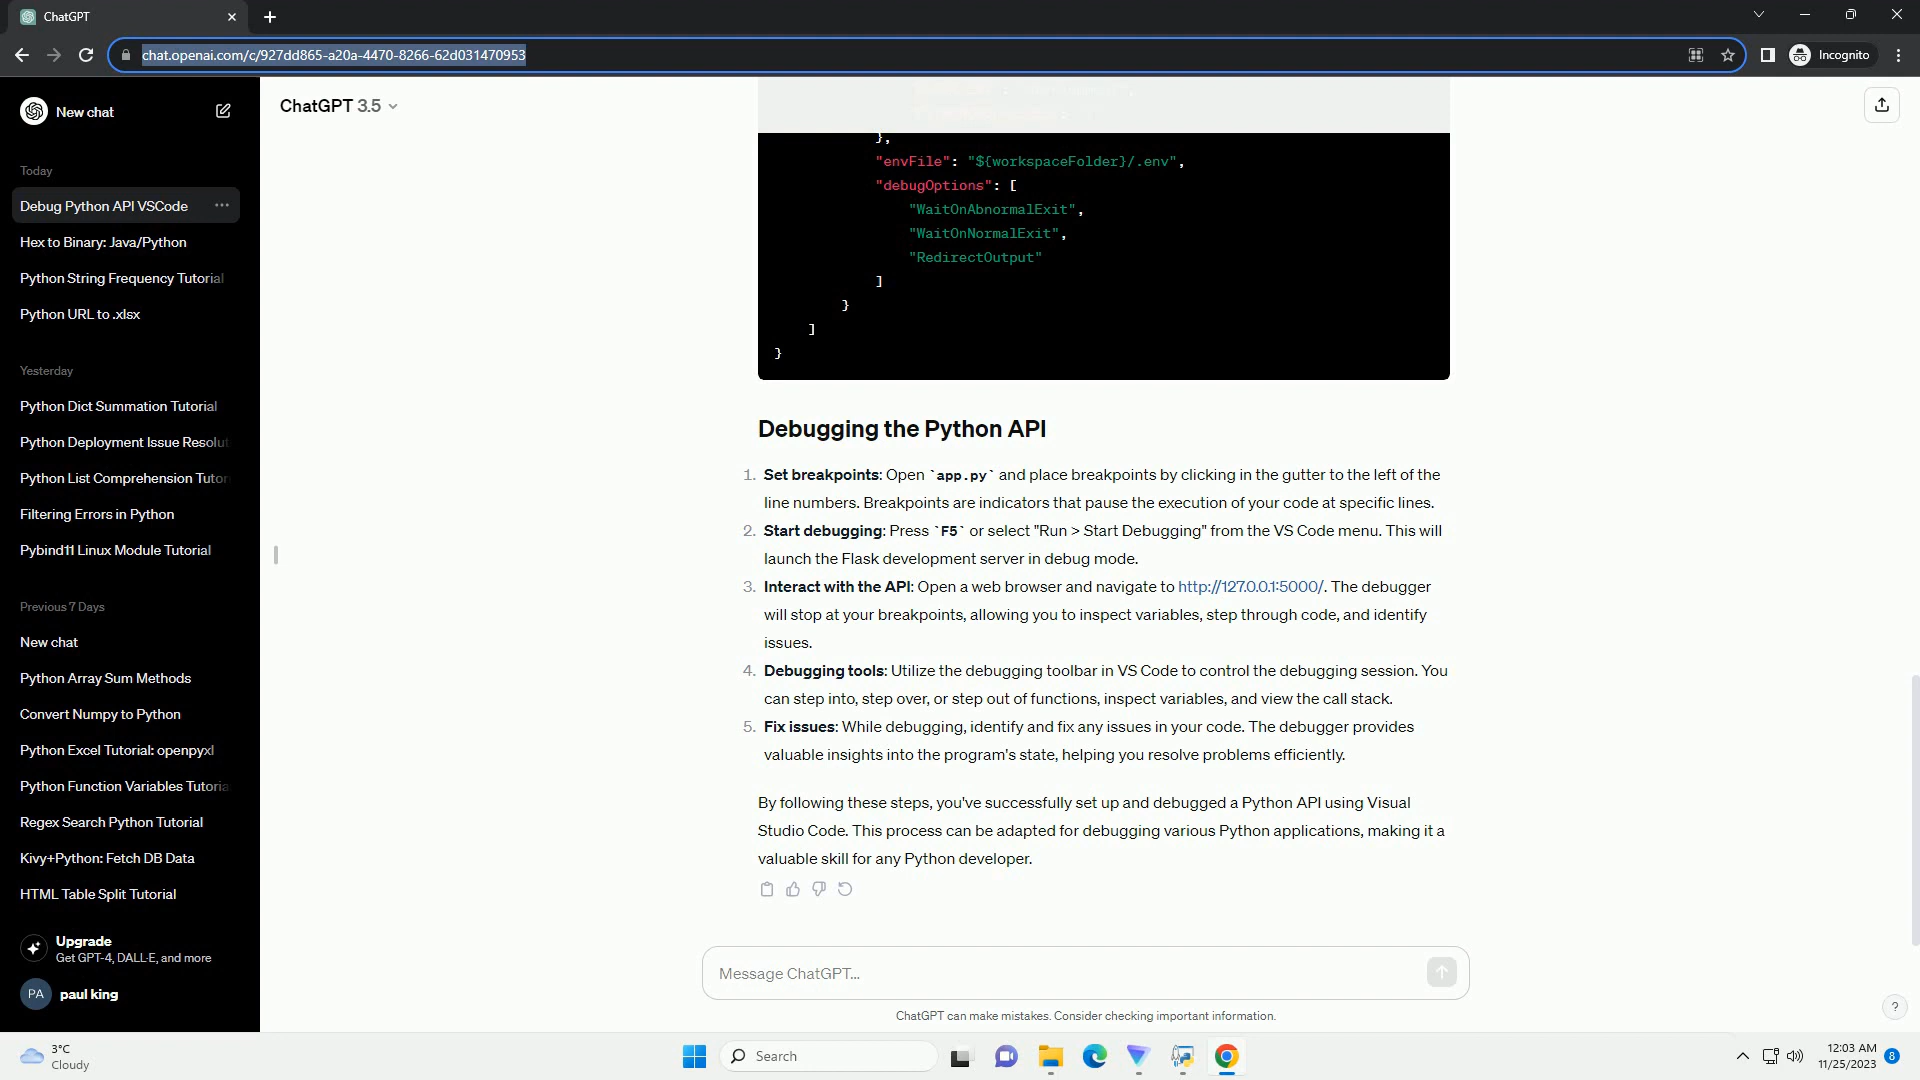 ChatGPT
chat.openai.com/c/927dd865-a20a-4470-8266-62d031470953
Incognito
New chat
Today
Debug Python API VSCode
Hex to Binary: Java/Python
Python String Frequency Tutorial
Python URL to .xlsx
Yesterday
Python Dict Summation Tutorial
Python Deployment Issue Resolut
Python List Comprehension Tutor
Filtering Errors in Python
Pybind11 Linux Module Tutorial
Previous 7 Days
New chat
Python Array Sum Methods
Convert Numpy to Python
Python Excel Tutorial: openpyxl
Python Function Variables Tutoria
Regex Search Python Tutorial
Kivy+Python: Fetch DB Data
HTML Table Split Tutorial
Upgrade
Get GPT-4, DALL·E, and more
PA paul king
ChatGPT 3.5
},
"envFile": "${workspaceFolder}/.env",
"debugOptions": [
"WaitOnAbnormalExit",
"WaitOnNormalExit",
"RedirectOutput"
]
}
]
}
Debugging the Python API
1. Set breakpoints: Open `app.py` and place breakpoints by clicking in the gutter to the left of the
line numbers. Breakpoints are indicators that pause the execution of your code at specific lines.
2. Start debugging: Press `F5` or select "Run > Start Debugging" from the VS Code menu. This will
launch the Flask development server in debug mode.
3. Interact with the API: Open a web browser and navigate to http://127.0.0.1:5000/. The debugger
will stop at your breakpoints, allowing you to inspect variables, step through code, and identify
issues.
4. Debugging tools: Utilize the debugging toolbar in VS Code to control the debugging session. You
can step into, step over, or step out of functions, inspect variables, and view the call stack.
5. Fix issues: While debugging, identify and fix any issues in your code. The debugger provides
valuable insights into the program's state, helping you resolve problems efficiently.
By following these steps, you've successfully set up and debugged a Python API using Visual
Studio Code. This process can be adapted for debugging various Python applications, making it a
valuable skill for any Python developer.
Message ChatGPT...
ChatGPT can make mistakes. Consider checking important information.
?
3°C
Cloudy
Search
12:03 AM
11/25/2023
8